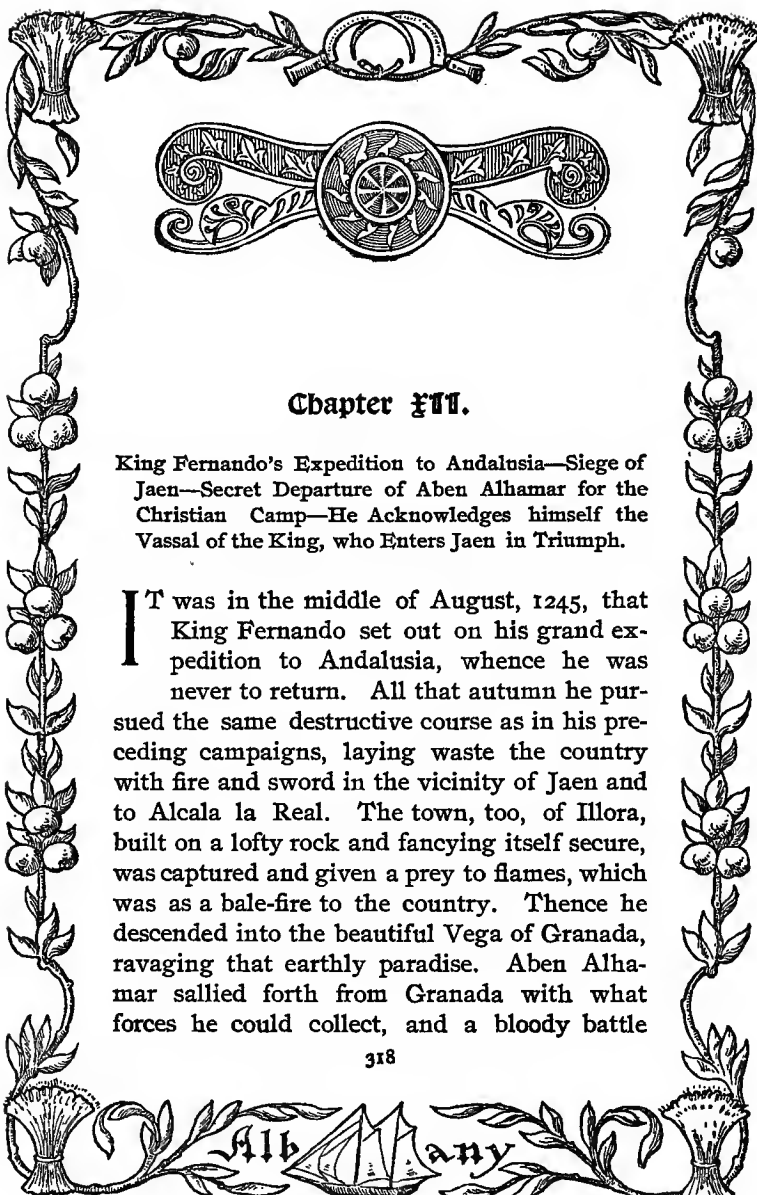 Chapter XIII.
King Fernando's Expedition to Andalusia—Siege of
Jaen—Secret Departure of Aben Alhamar for the
Christian Camp—He Acknowledges himself the
Vassal of the King, who Enters Jaen in Triumph.
IT was in the middle of August, 1245, that
King Fernando set out on his grand ex-
pedition to Andalusia, whence he was
never to return. All that autumn he pur-
sued the same destructive course as in his pre-
ceding campaigns, laying waste the country
with fire and sword in the vicinity of Jaen and
to Alcala la Real. The town, too, of Illora,
built on a lofty rock and fancying itself secure,
was captured and given a prey to flames, which
was as a bale-fire to the country. Thence he
descended into the beautiful Vega of Granada,
ravaging that earthly paradise. Aben Alha-
mar sallied forth from Granada with what
forces he could collect, and a bloody battle
318
Alb any